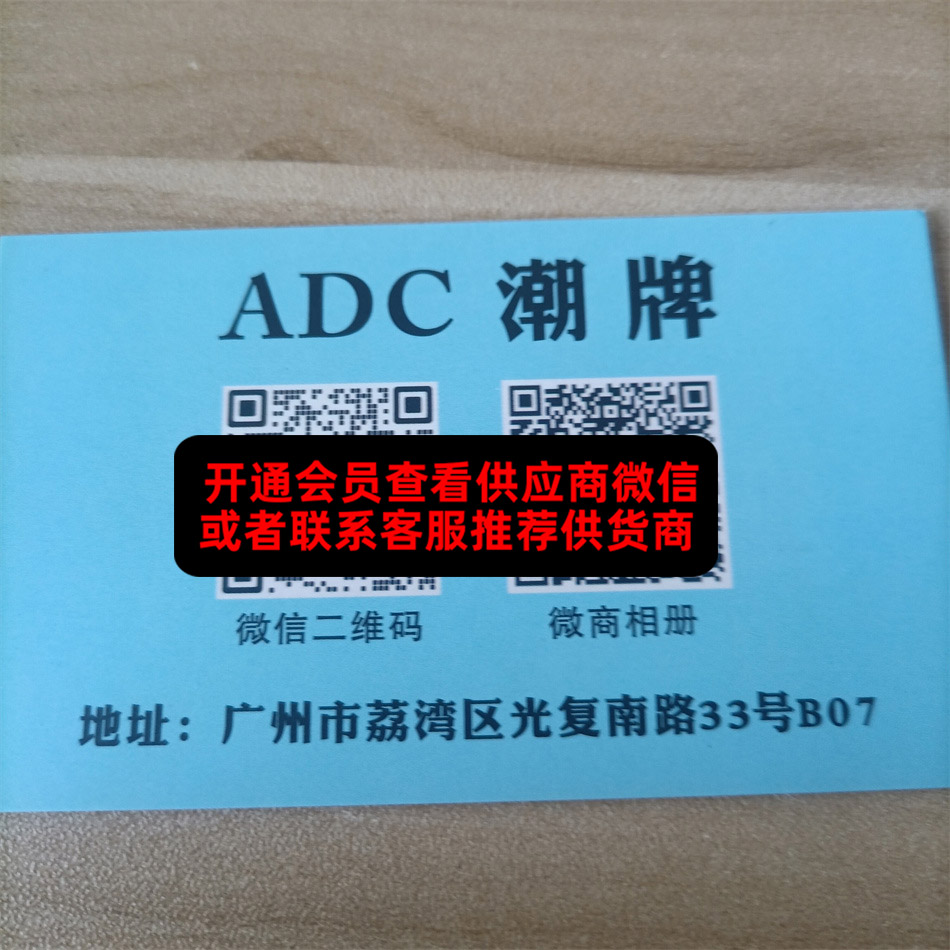 ADC 潮牌
开通会员查看供应商微信
或者联系客服推荐供货商
微信二维码
微商相册
地址：广州市荔湾区光复南路33号B07